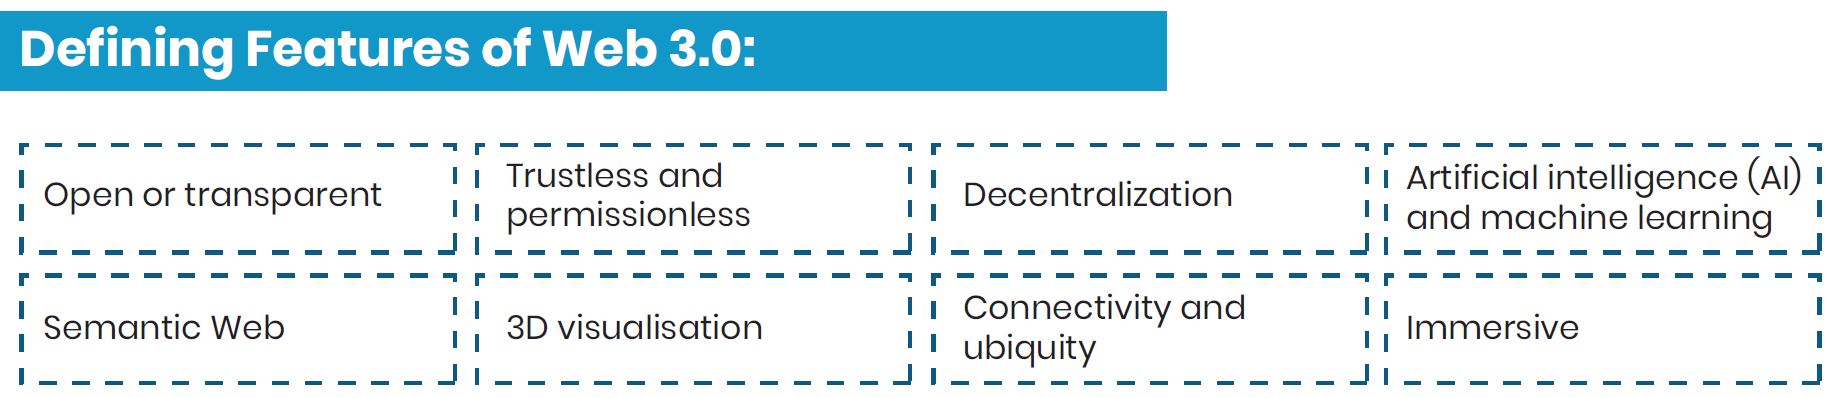 Defining Features of Web 3.0:
Open or transparent
Trustless and
permissionless
Decentralization
Artificial intelligence (AI)
and machine learning
Semantic Web
3D visualisation
Connectivity and
ubiquity
Immersive